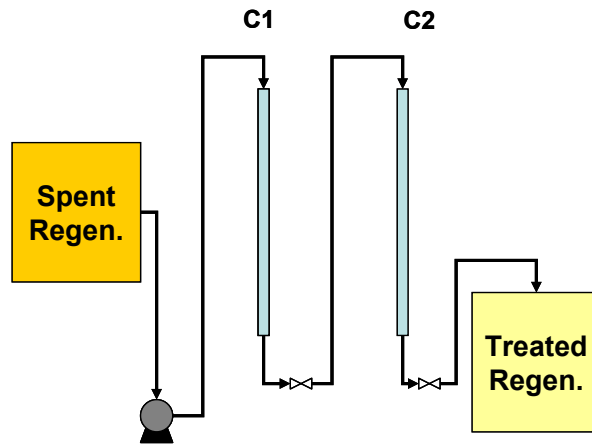 C1
C2
Spent
Regen.
Treated
Regen.